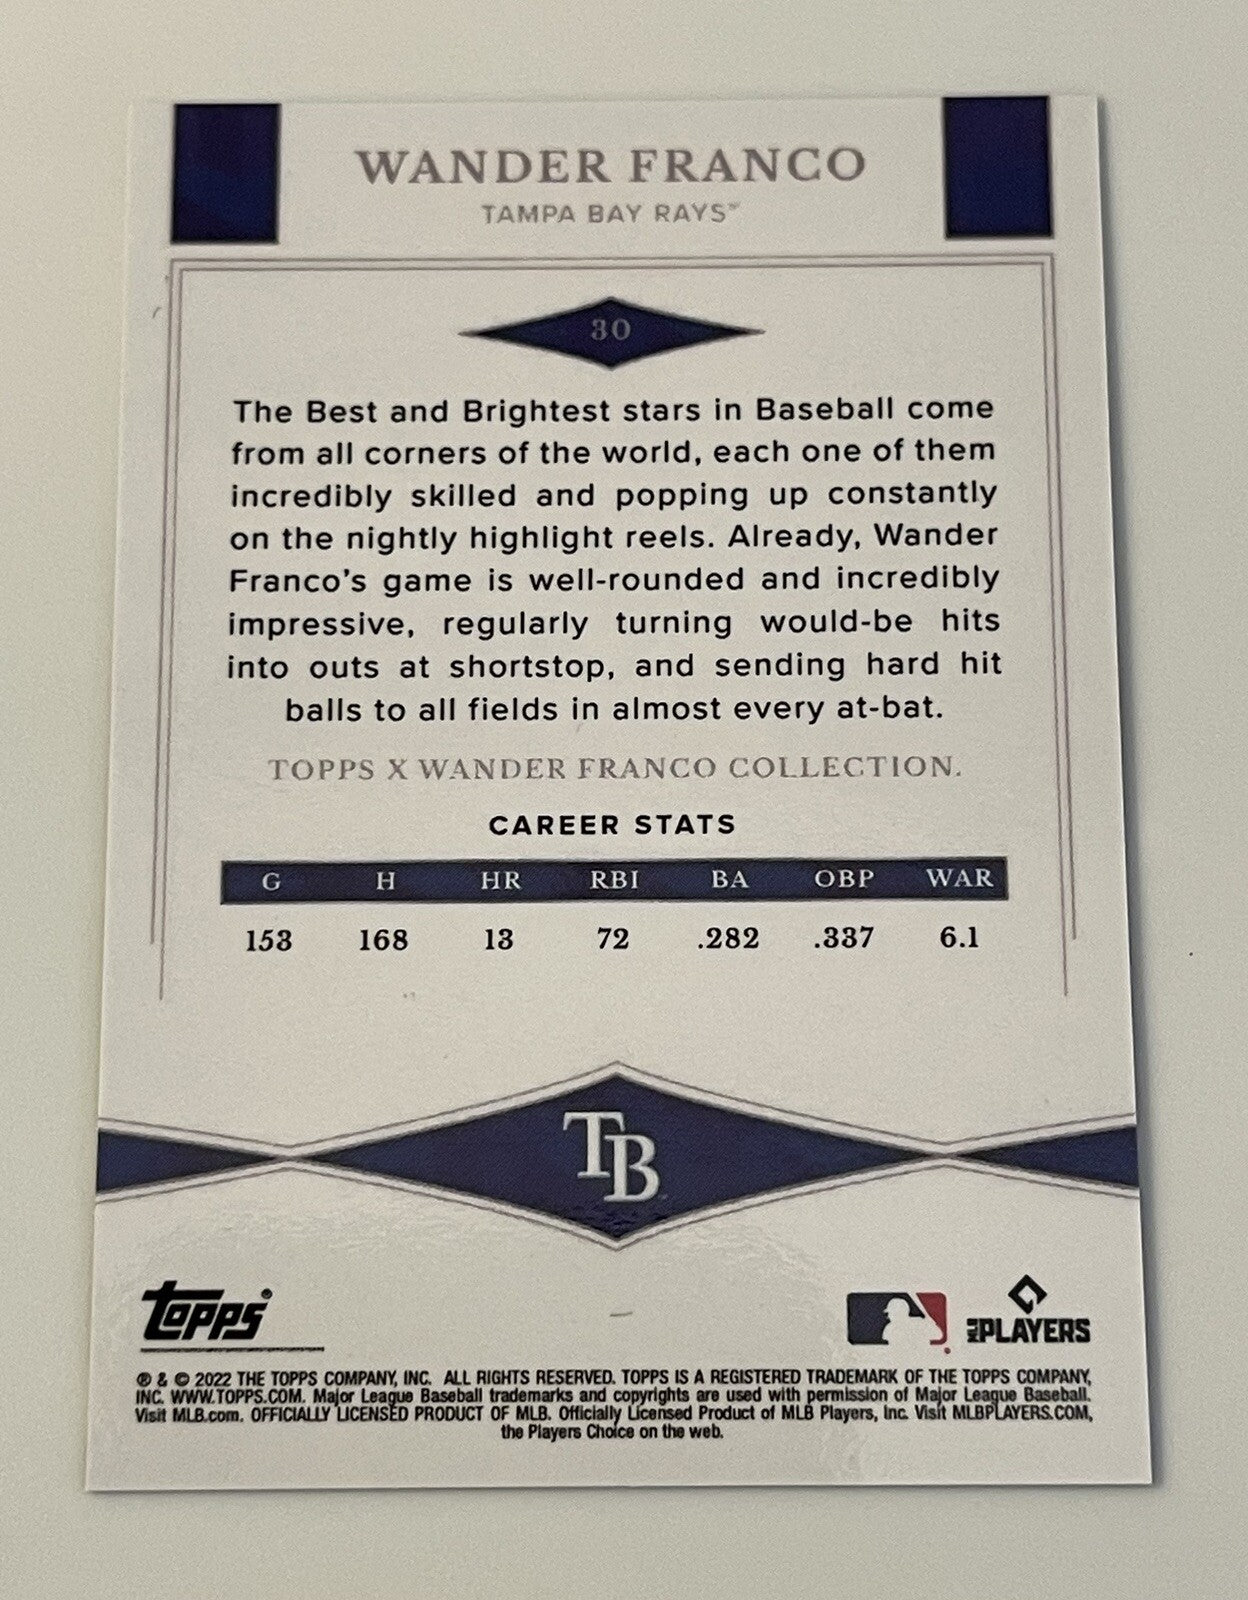 WANDER FRANCO
TAMPA BAY RAYS™
30
The Best and Brightest stars in Baseball come
from all corners of the world, each one of them
incredibly skilled and popping up constantly
on the nightly highlight reels. Already, Wander
Franco's game is well-rounded and incredibly
impressive, regularly turning would-be hits
into outs at shortstop, and sending hard hit
balls to all fields in almost every at-bat.
TOPPS X WANDER FRANCO COLLECTION.
CAREER STATS
G H HR RBI BA OBP WAR
153 168 13 72 .282 .337 6.1
TB
topps®
MLB PLAYERS
® & © 2022 THE TOPPS COMPANY, INC. ALL RIGHTS RESERVED. TOPPS IS A REGISTERED TRADEMARK OF THE TOPPS COMPANY,
INC. WWW.TOPPS.COM. Major League Baseball trademarks and copyrights are used with permission of Major League Baseball.
Visit MLB.com. OFFICIALLY LICENSED PRODUCT OF MLB. Officially Licensed Product of MLB Players, Inc. Visit MLBPLAYERS.COM,
the Players Choice on the web.